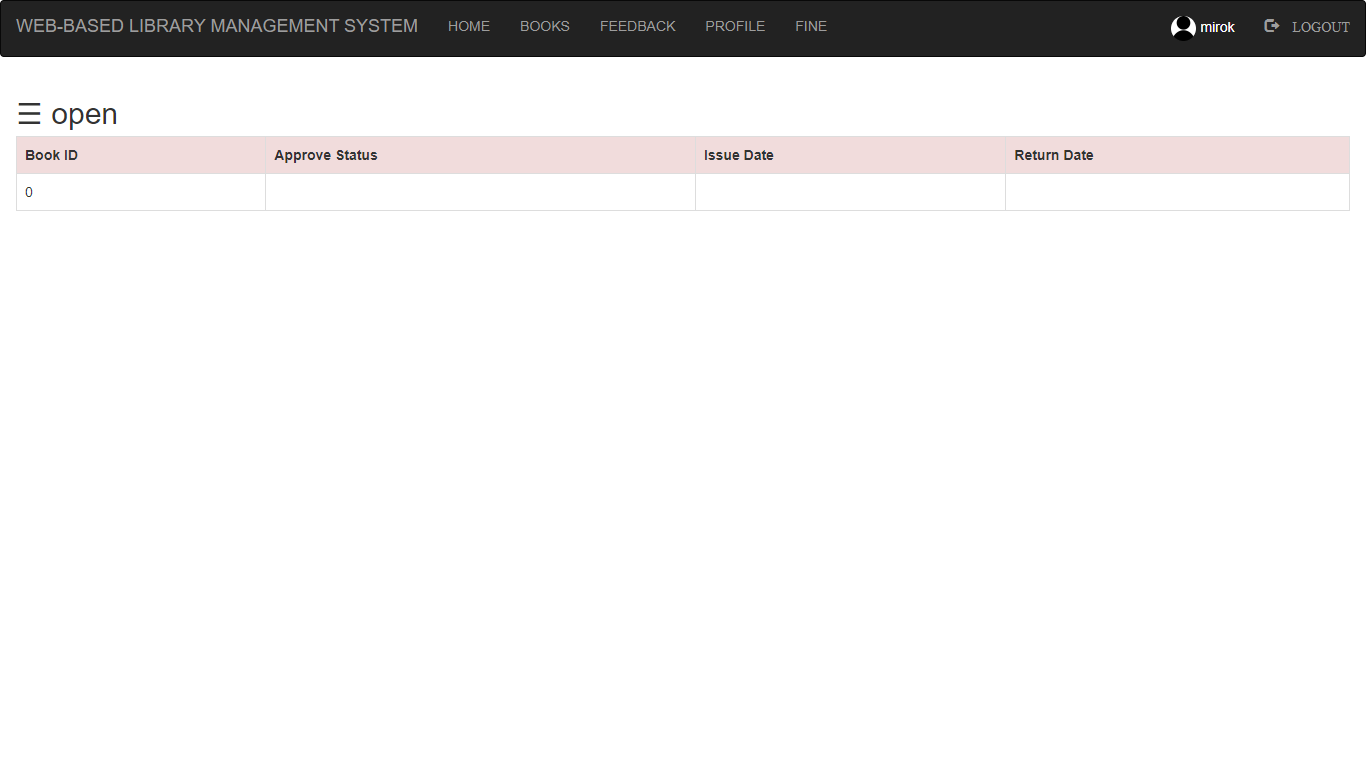 WEB-BASED LIBRARY MANAGEMENT SYSTEM HOME BOOKS FEEDBACK PROFILE FINE mirok LOGOUT
☰ open
Book ID Approve Status Issue Date Return Date
0